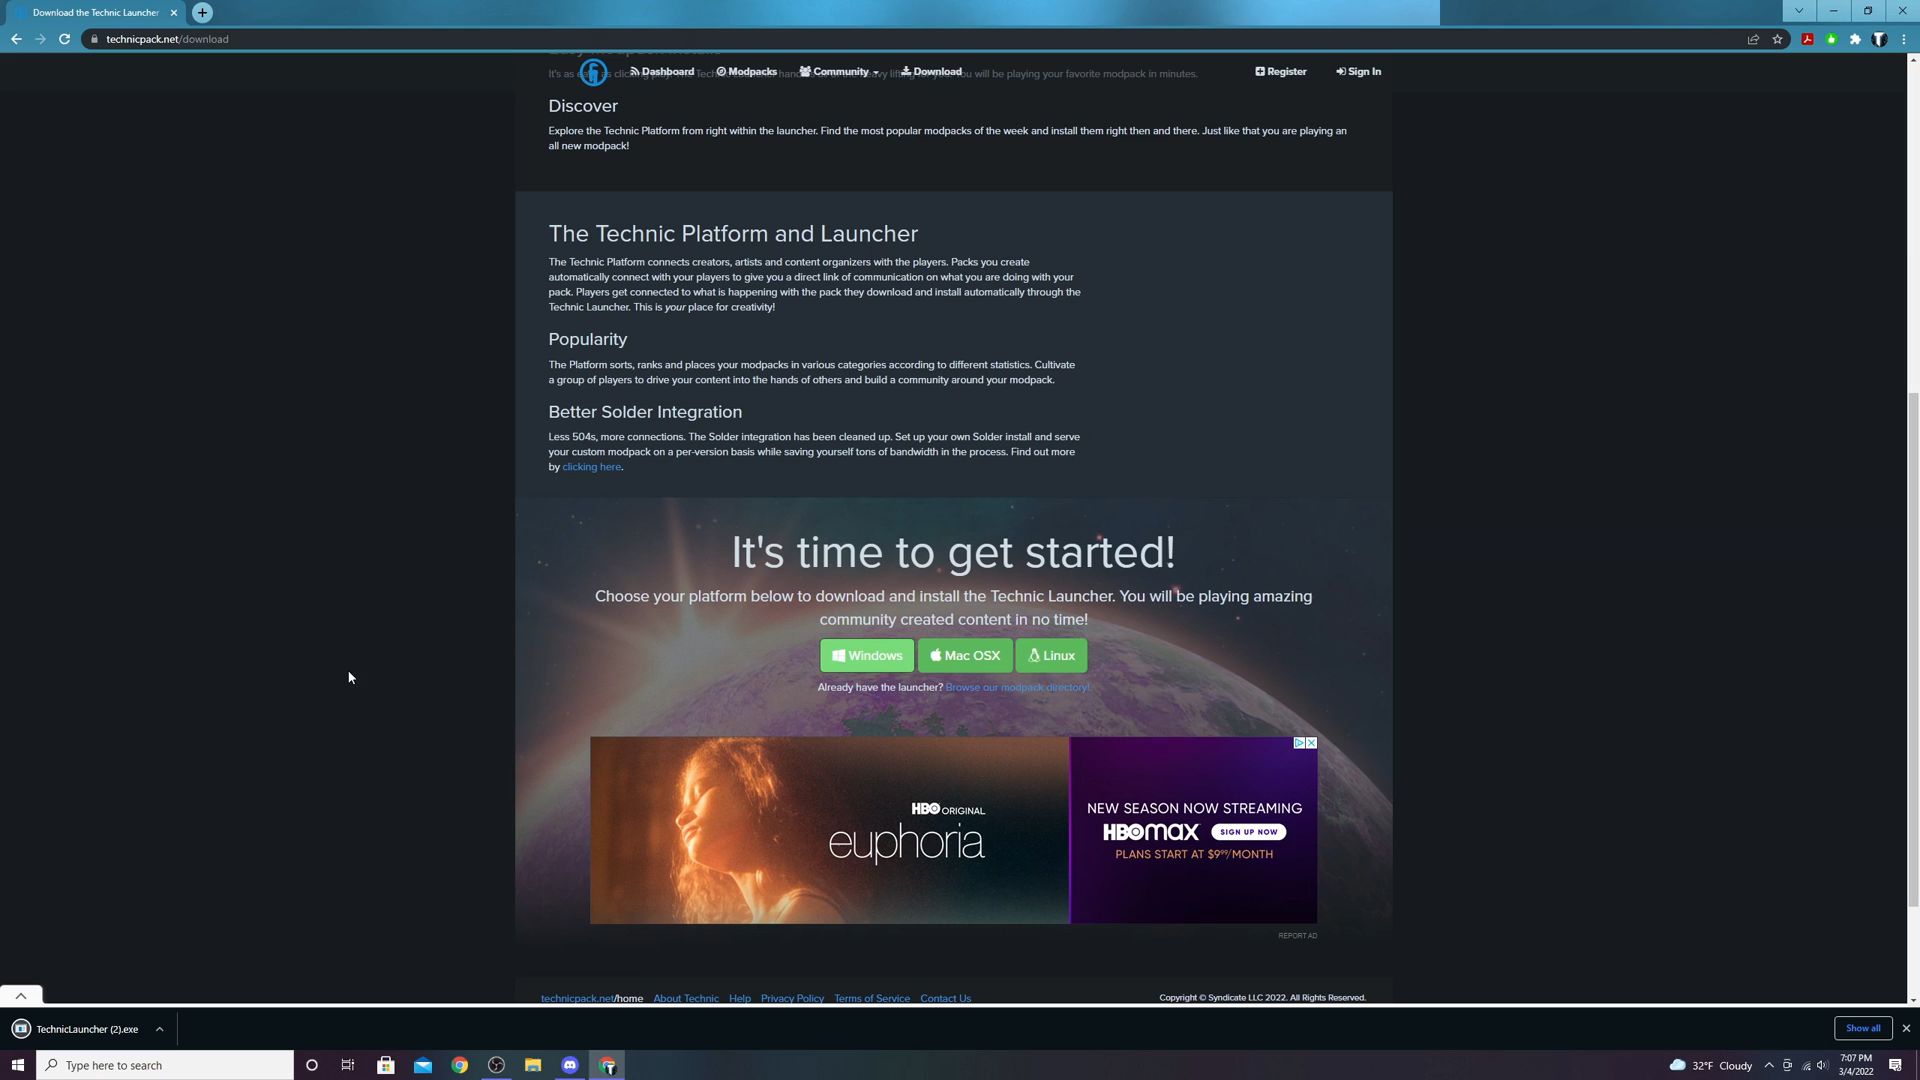 Download the Technic Launcher
technicpack.net/download
Dashboard Modpacks Community Download Register Sign In
Discover
Explore the Technic Platform from right within the launcher. Find the most popular modpacks of the week and install them right then and there. Just like that you are playing an
all new modpack!
The Technic Platform and Launcher
The Technic Platform connects creators, artists and content organizers with the players. Packs you create
automatically connect with your players to give you a direct link of communication on what you are doing with your
pack. Players get connected to what is happening with the pack they download and install automatically through the
Technic Launcher. This is your place for creativity!
Popularity
The Platform sorts, ranks and places your modpacks in various categories according to different statistics. Cultivate
a group of players to drive your content into the hands of others and build a community around your modpack.
Better Solder Integration
Less 504s, more connections. The Solder integration has been cleaned up. Set up your own Solder install and serve
your custom modpack on a per-version basis while saving yourself tons of bandwidth in the process. Find out more
by clicking here.
It's time to get started!
Choose your platform below to download and install the Technic Launcher. You will be playing amazing
community created content in no time!
Windows Mac OSX Linux
Already have the launcher? Browse our modpack directory!
HBO ORIGINAL
euphoria
NEW SEASON NOW STREAMING
HBOMAX SIGN UP NOW
PLANS START AT $9⁹⁹/MONTH
REPORT AD
technicpack.net/home About Technic Help Privacy Policy Terms of Service Contact Us Copyright © Syndicate LLC 2022. All Rights Reserved.
TechnicLauncher (2).exe Show all
Type here to search 32°F Cloudy 7:07 PM
3/4/2022